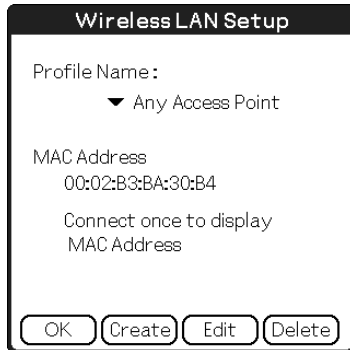 Wireless LAN Setup
Profile Name:
Any Access Point
MAC Address
00:02:B3:BA:30:B4
Connect once to display
MAC Address
OK Create Edit Delete